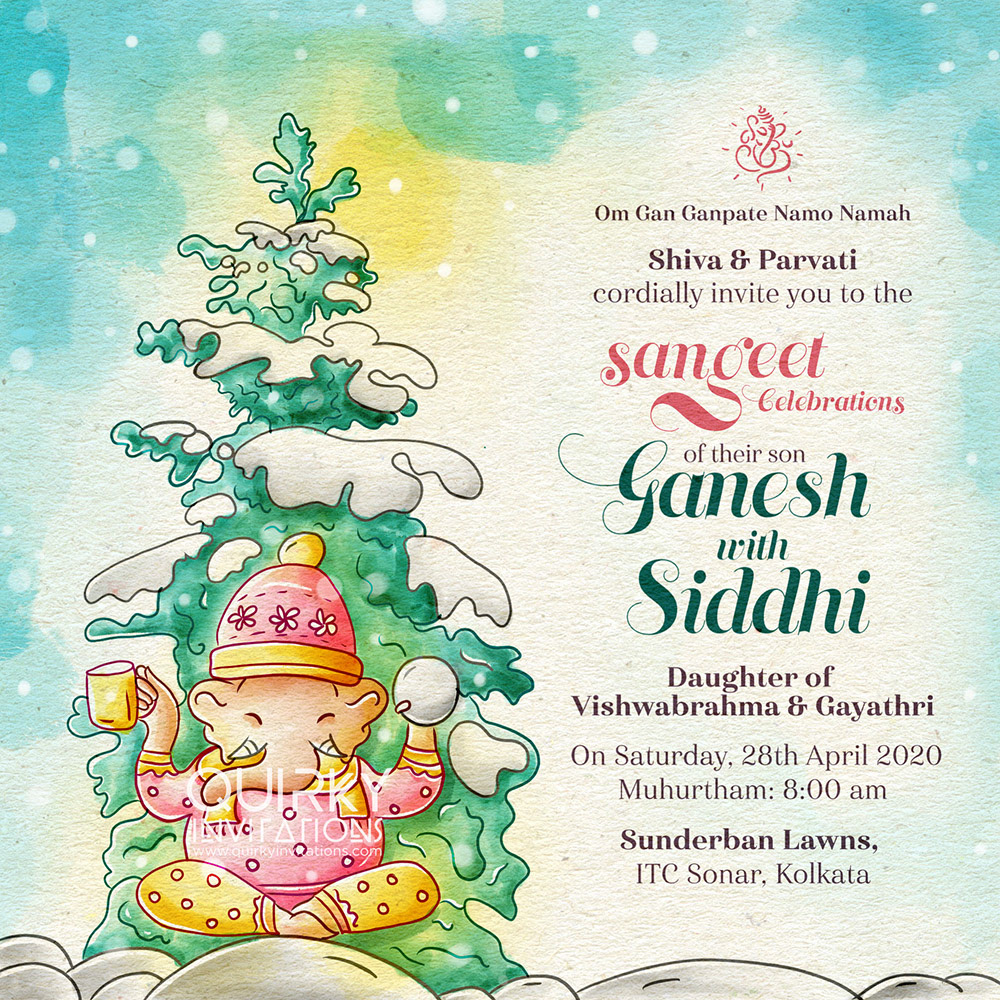 Om Gan Ganpate Namo Namah
Shiva & Parvati
cordially invite you to the
sangeet
Celebrations
of their son
Ganesh
with
Siddhi
Daughter of
Vishwabrahma & Gayathri
On Saturday, 28th April 2020
Muhurtham: 8:00 am
Sunderban Lawns,
ITC Sonar, Kolkata
QUIRKY
INVITATIONS
www.quirkyinvitations.com